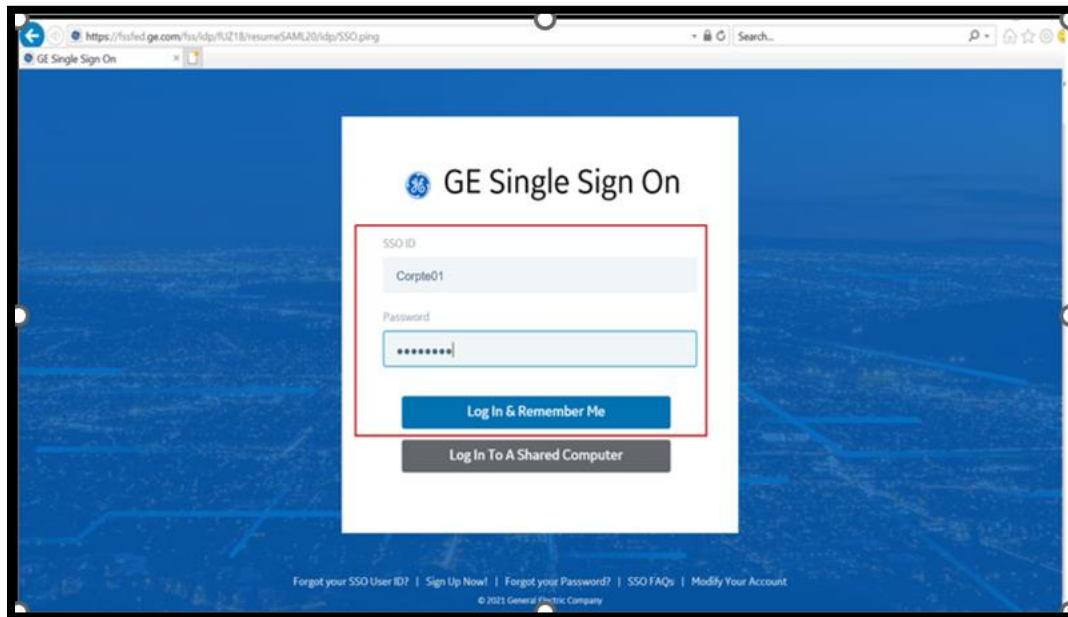 https://fssfed.ge.com/fss/idp/fUZ18/resumeSAML20/idp/SSO.ping
Search...
GE Single Sign On
GE Single Sign On
SSO ID
Corpte01
Password
••••••••
Log In & Remember Me
Log In To A Shared Computer
Forgot your SSO User ID? | Sign Up Now! | Forgot your Password? | SSO FAQs | Modify Your Account
© 2021 General Electric Company